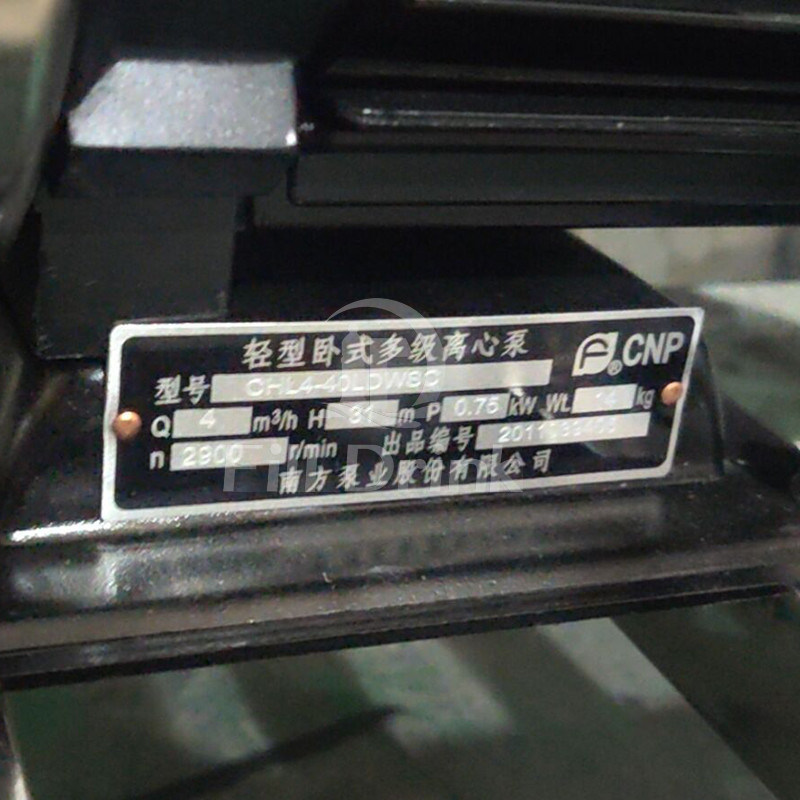 轻型卧式多级离心泵
CNP
型号 CHL4-40LDWSC
Q 4 m³/h H 31 m P 0.75 kW Wt. 14 kg
n 2900 r/min 出品编号
南方泵业股份有限公司